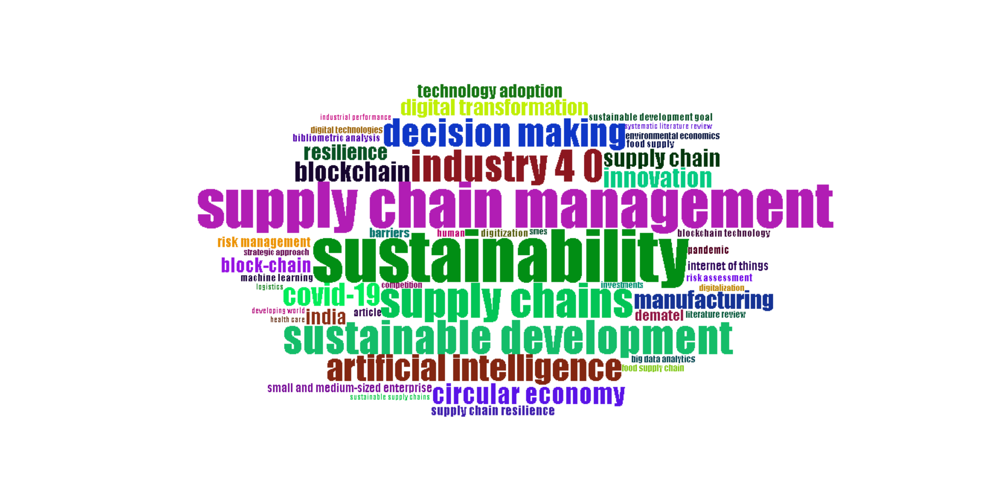 technology adoption
digital transformation
industrial performance
sustainable development goal
digital technologies
decision making
systematic literature review
bibliometric analysis
environmental economics
food supply
resilience
supply chain
blockchain
industry 4 0
innovation
supply chain management
barriers
human
digitization
smes
blockchain technology
risk management
sustainability
pandemic
strategic approach
block-chain
internet of things
machine learning
risk assessment
logistics
covid-19
competition
investments
digitalization
supply chains
manufacturing
developing world
india
article
dematel
literature review
health care
sustainable development
artificial intelligence
big data analytics
food supply chain
small and medium-sized enterprise
circular economy
sustainable supply chains
supply chain resilience